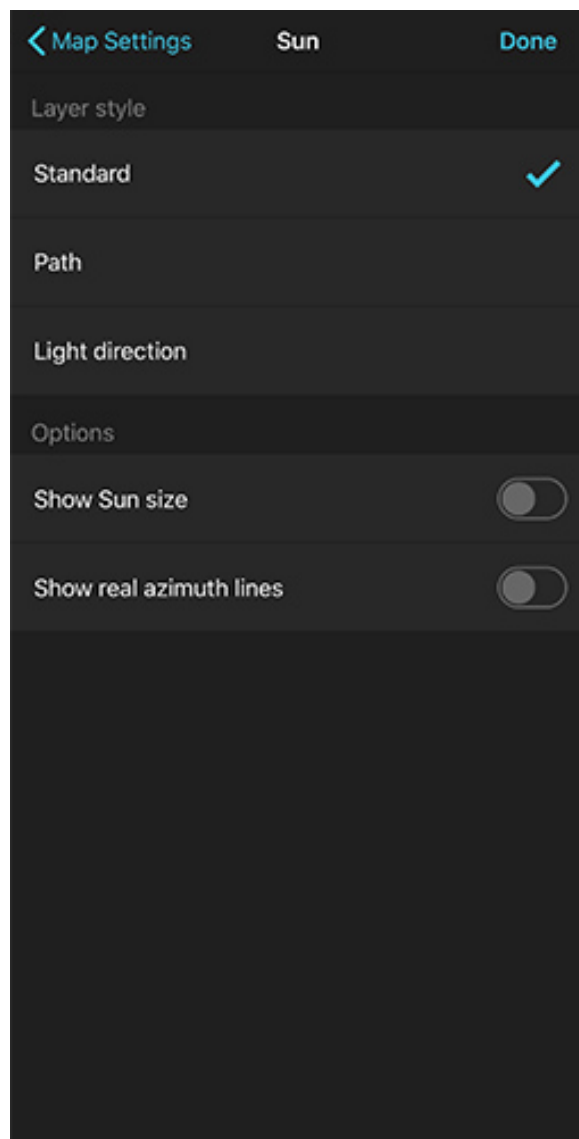 Map Settings Sun Done
Layer style
Standard
Path
Light direction
Options
Show Sun size
Show real azimuth lines